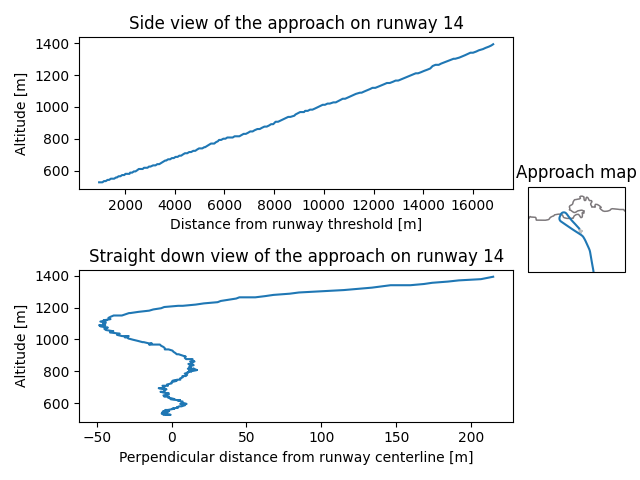 Side view of the approach on runway 14
1400
1200
1000
800
600
Altitude [m]
2000 4000 6000 8000 10000 12000 14000 16000
Distance from runway threshold [m]
Approach map
Straight down view of the approach on runway 14
1400
1200
1000
800
600
Altitude [m]
−50 0 50 100 150 200
Perpendicular distance from runway centerline [m]